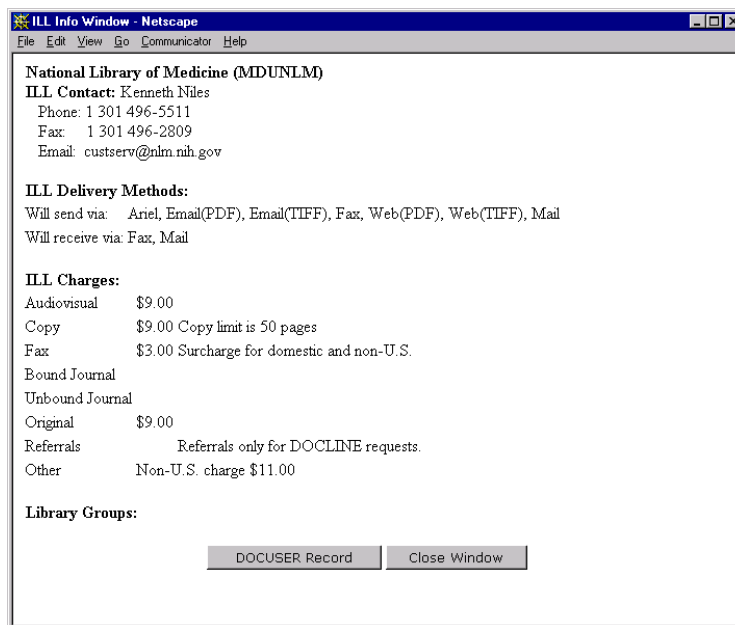 ILL Info Window - Netscape
File Edit View Go Communicator Help
National Library of Medicine (MDUNLM)
ILL Contact: Kenneth Niles
Phone: 1 301 496-5511
Fax: 1 301 496-2809
Email: custserv@nlm.nih.gov
ILL Delivery Methods:
Will send via: Ariel, Email(PDF), Email(TIFF), Fax, Web(PDF), Web(TIFF), Mail
Will receive via: Fax, Mail
ILL Charges:
Audiovisual $9.00
Copy $9.00 Copy limit is 50 pages
Fax $3.00 Surcharge for domestic and non-U.S.
Bound Journal
Unbound Journal
Original $9.00
Referrals Referrals only for DOCLINE requests.
Other Non-U.S. charge $11.00
Library Groups:
DOCUSER Record Close Window